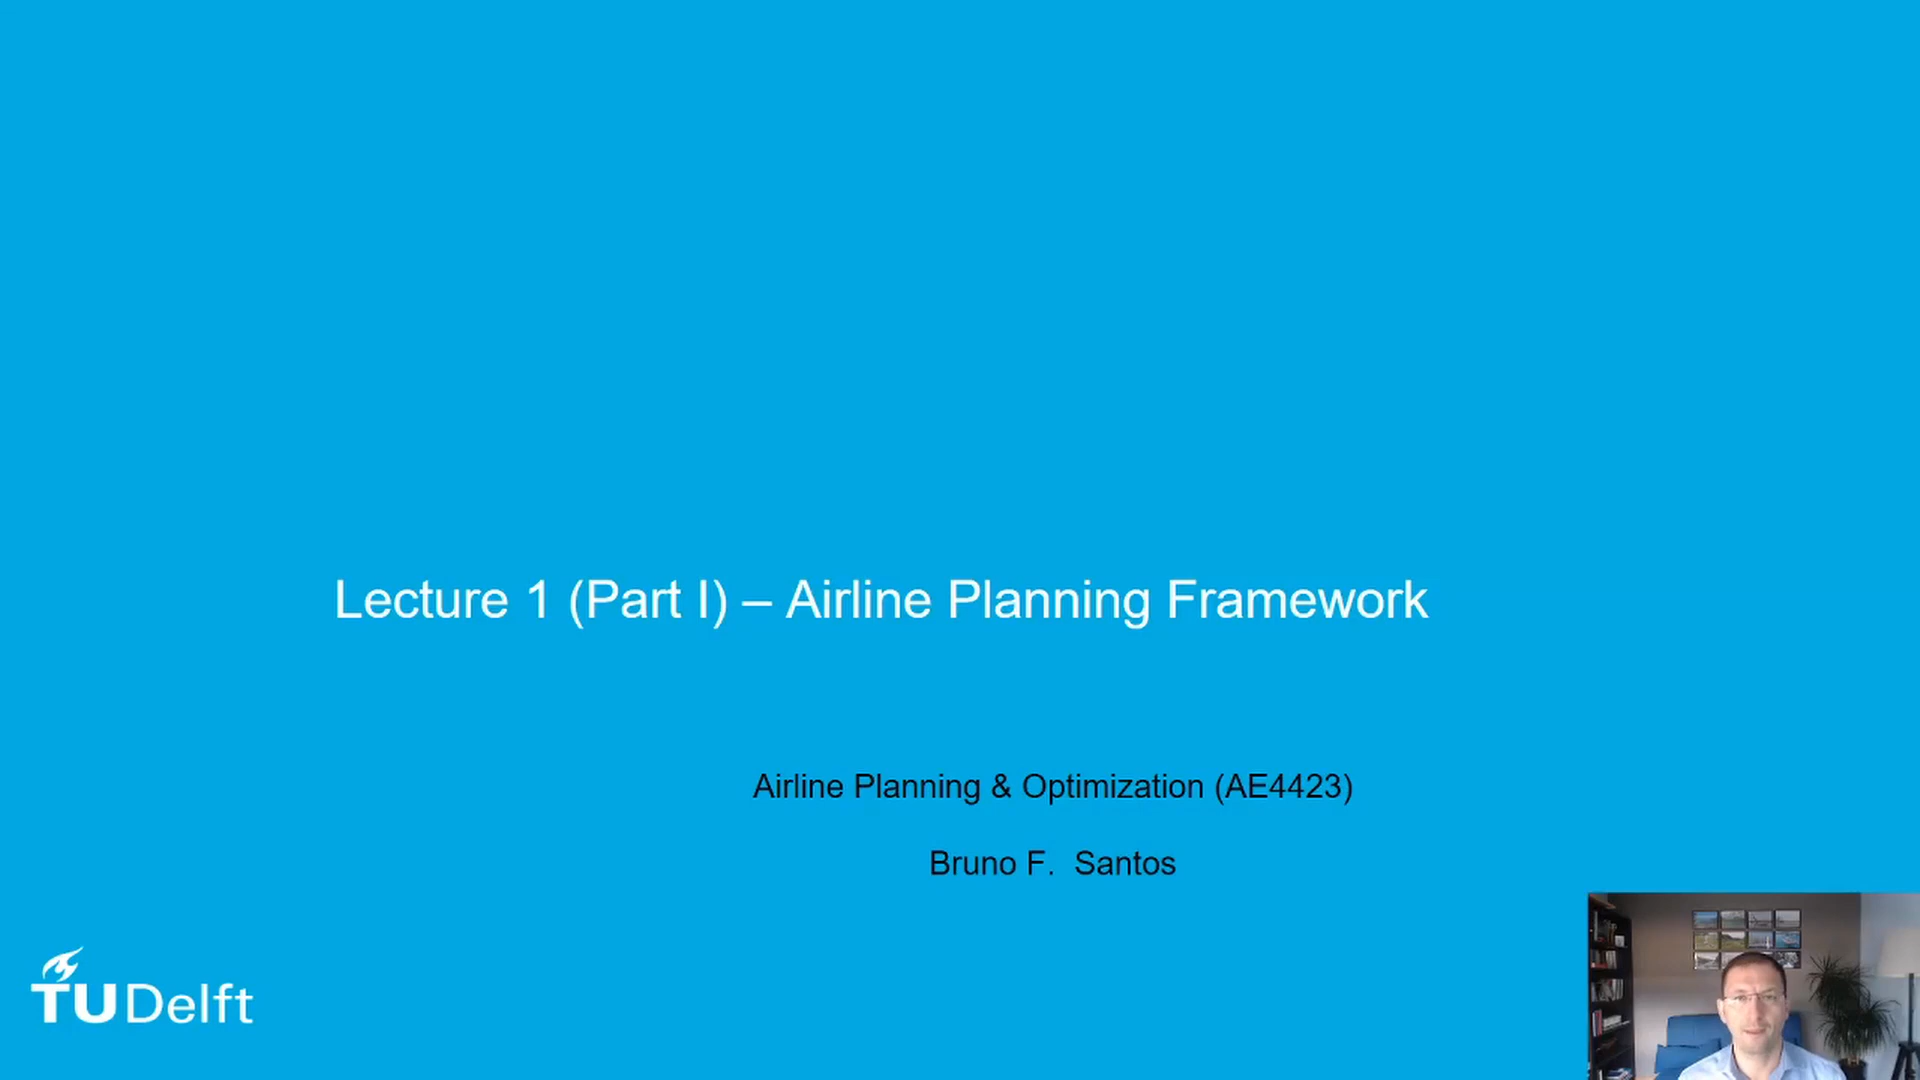 Lecture 1 (Part I) – Airline Planning Framework
Airline Planning & Optimization (AE4423)
Bruno F. Santos
TU Delft